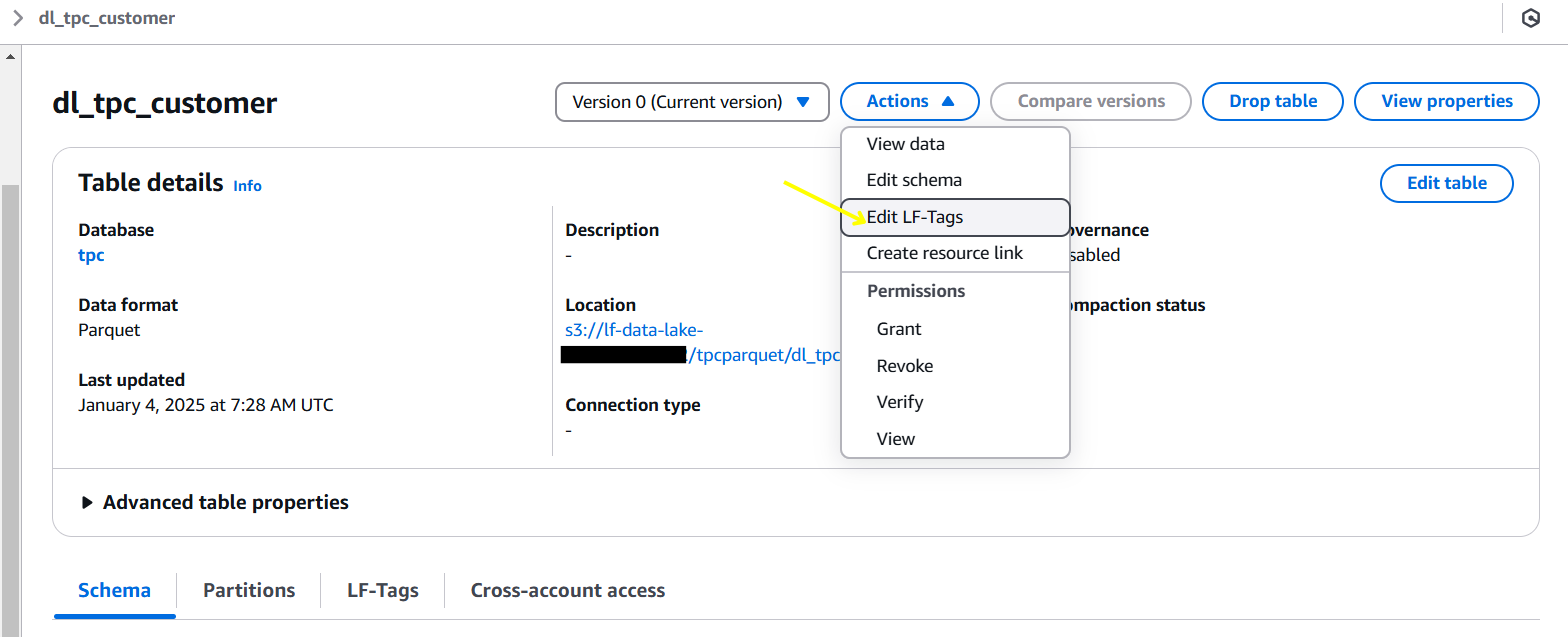 dl_tpc_customer
dl_tpc_customer
Version 0 (Current version)
Actions
Compare versions
Drop table
View properties
View data
Edit schema
Edit LF-Tags
Create resource link
Permissions
Grant
Revoke
Verify
View
Table details Info
Edit table
Database
tpc
Data format
Parquet
Last updated
January 4, 2025 at 7:28 AM UTC
Description
-
Location
s3://lf-data-lake-
/tpcparquet/dl_tpc
Connection type
-
overnance
sabled
ompaction status
Advanced table properties
Schema
Partitions
LF-Tags
Cross-account access